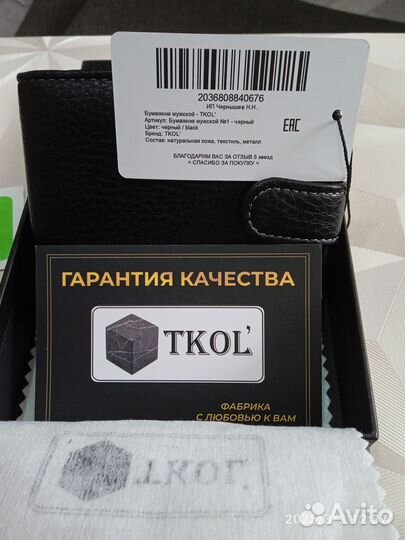 2036808840676
ИП Чернышев Н.Н.
Бумажник мужской - TKOL'
Артикул: Бумажник мужской №1 - черный
Цвет: черный / black
Бренд: TKOL'
Состав: натуральная кожа, текстиль, металл
EAC
БЛАГОДАРИМ ВАС ЗА ОТЗЫВ 5 звезд
= СПАСИБО ЗА ПОКУПКУ =
ГАРАНТИЯ КАЧЕСТВА
TKOL'
ФАБРИКА
С ЛЮБОВЬЮ К ВАМ
TKOL'
Avito